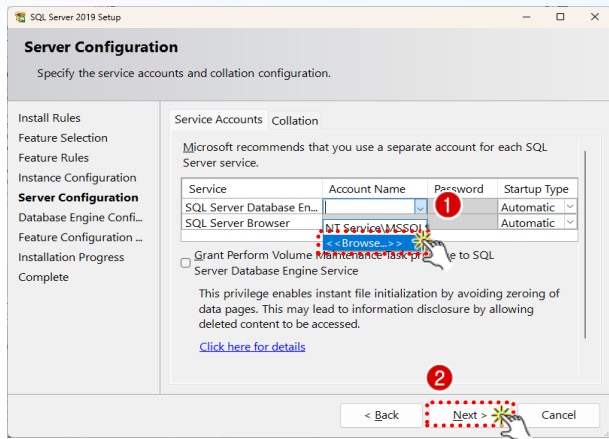 SQL Server 2019 Setup
Server Configuration
Specify the service accounts and collation configuration.
Install Rules
Feature Selection
Feature Rules
Instance Configuration
Server Configuration
Database Engine Confi...
Feature Configuration ...
Installation Progress
Complete
Service Accounts Collation
Microsoft recommends that you use a separate account for each SQL
Server service.
Service Account Name Password Startup Type
SQL Server Database En... Automatic
SQL Server Browser Automatic
NT Service\MSSQL
<<Browse...>>
1
Grant Perform Volume Maintenance Task to SQL
Server Database Engine Service
This privilege enables instant file initialization by avoiding zeroing of
data pages. This may lead to information disclosure by allowing
deleted content to be accessed.
Click here for details
2
< Back Next > Cancel